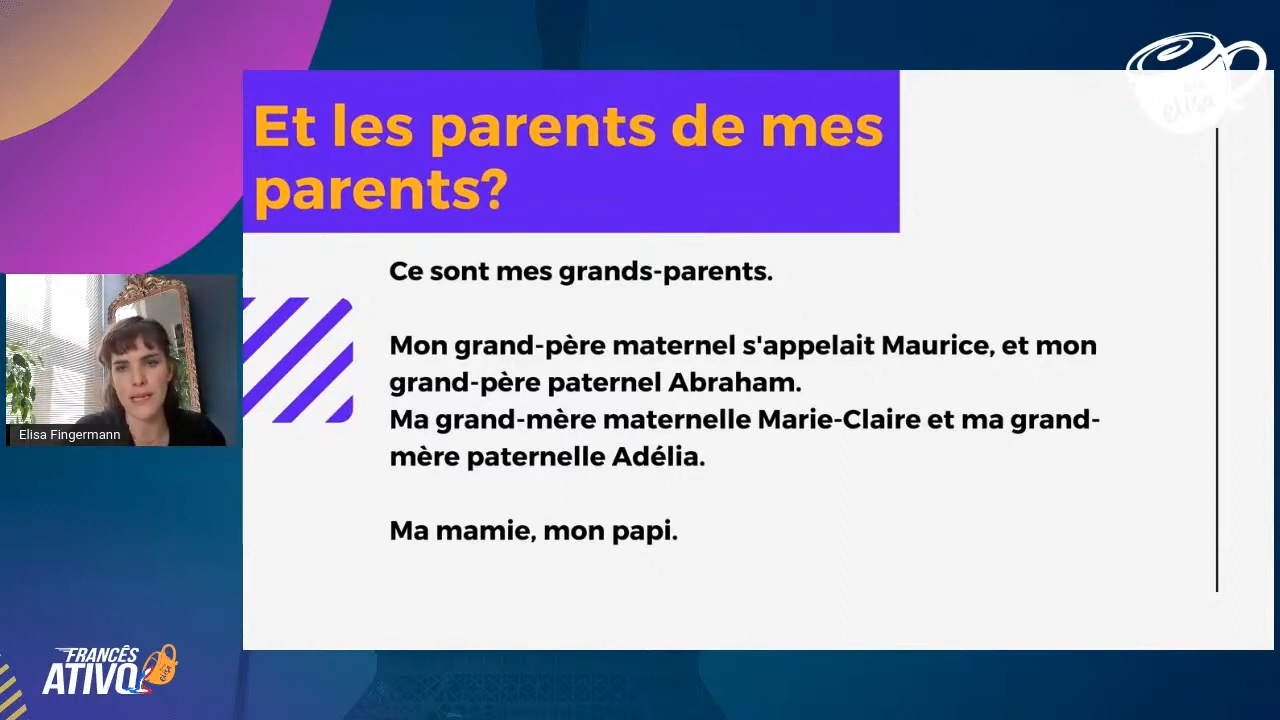 Et les parents de mes
parents?
Ce sont mes grands-parents.
Mon grand-père maternel s'appelait Maurice, et mon
grand-père paternel Abraham.
Ma grand-mère maternelle Marie-Claire et ma grand-
mère paternelle Adélia.
Ma mamie, mon papi.
Elisa Fingermann
FRANCÊS
ATIVO
elisa